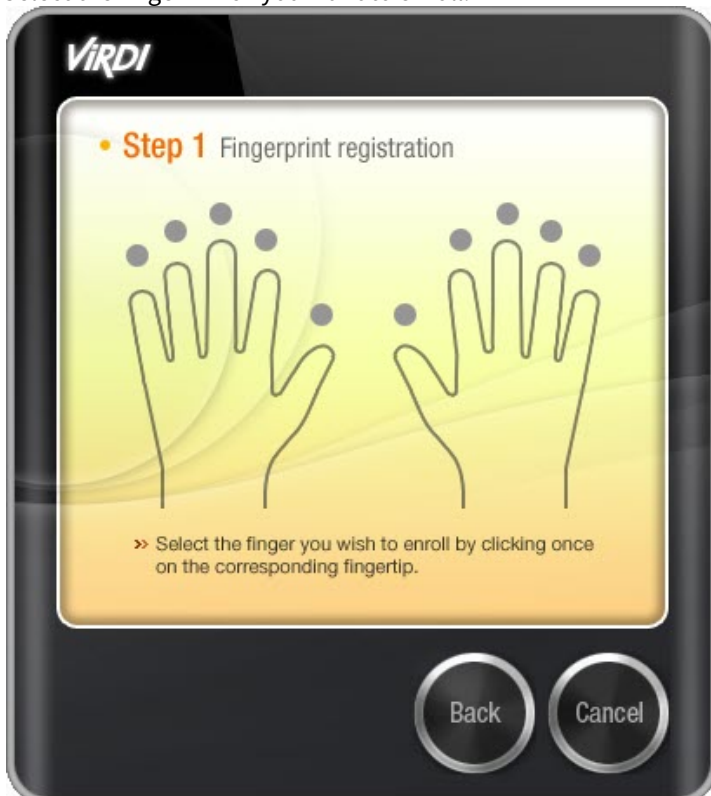 ViRDI
• Step 1 Fingerprint registration
›› Select the finger you wish to enroll by clicking once
on the corresponding fingertip.
Back
Cancel